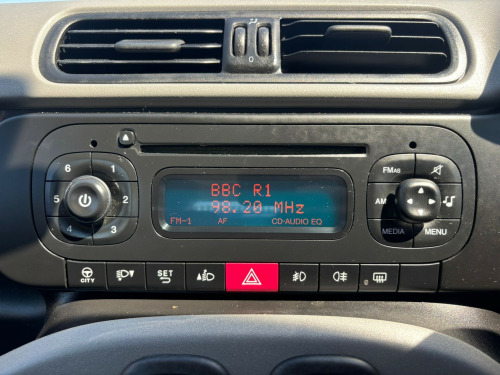 0
6 1
5 2
4 3
BBC R1
98.20 MHz
FM-1 AF CD-AUDIO EQ
FMAS
AM
MEDIA MENU
CITY
SET